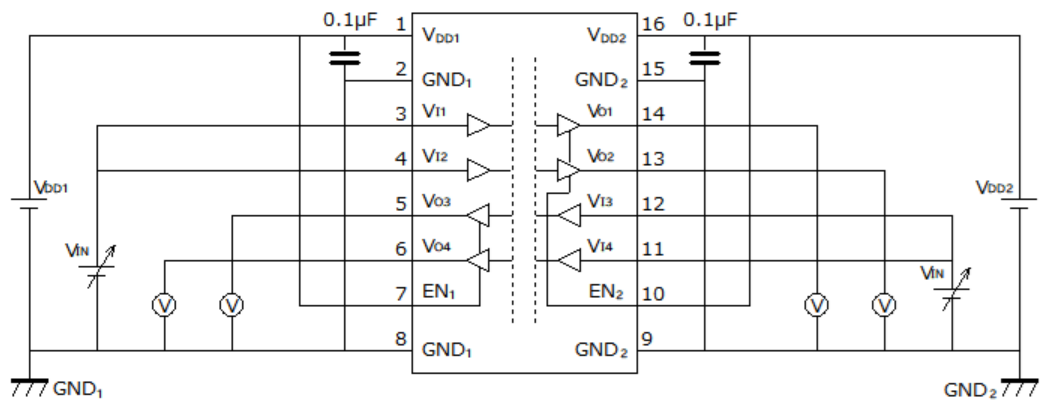 0.1μF 1 16 0.1μF
VDD1 VDD2
2 15
GND1 GND2
3 VI1 VO1 14
4 VI2 VO2 13
VDD1 VDD2
5 VO3 VI3 12
VIN 6 VO4 VI4 11 VIN
V V 7 EN1 EN2 10 V V
8 9
GND1 GND2
GND1 GND2